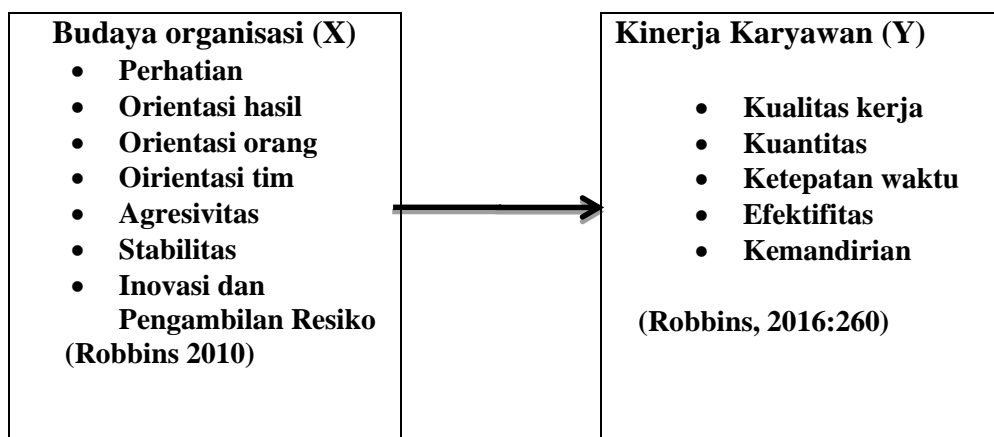 Budaya organisasi (X)
• Perhatian
• Orientasi hasil
• Orientasi orang
• Oirientasi tim
• Agresivitas
• Stabilitas
• Inovasi dan
Pengambilan Resiko
(Robbins 2010)
Kinerja Karyawan (Y)
• Kualitas kerja
• Kuantitas
• Ketepatan waktu
• Efektifitas
• Kemandirian
(Robbins, 2016:260)